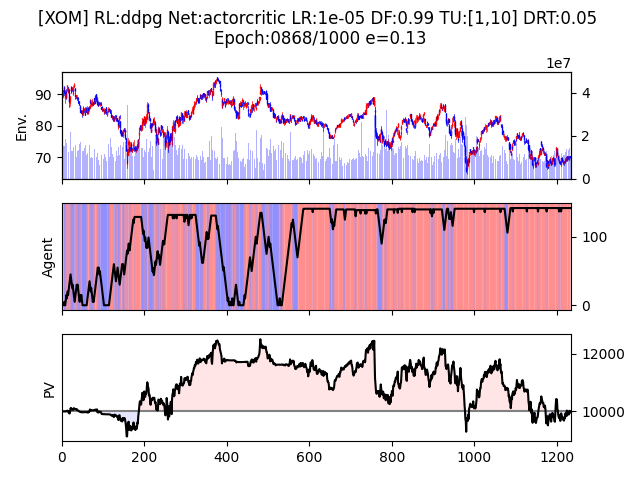 [XOM] RL:ddpg Net:actorcritic LR:1e-05 DF:0.99 TU:[1,10] DRT:0.05
Epoch:0868/1000 e=0.13
1e7
90
80
70
Env.
4
2
0
Agent
100
0
PV
12000
10000
0 200 400 600 800 1000 1200